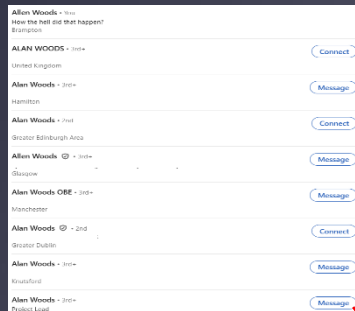 Allen Woods • You
How the hell did that happen?
Brampton
ALAN WOODS • 3rd+
Connect
United Kingdom
Alan Woods • 3rd+
Message
Hamilton
Alan Woods • 2nd
Connect
Greater Edinburgh Area
Allen Woods • 3rd+
Message
Glasgow
Alan Woods OBE • 3rd+
Message
Manchester
Alan Woods • 2nd
Connect
Greater Dublin
Alan Woods • 3rd+
Message
Knutsford
Alan Woods • 3rd+
Message
Project Lead